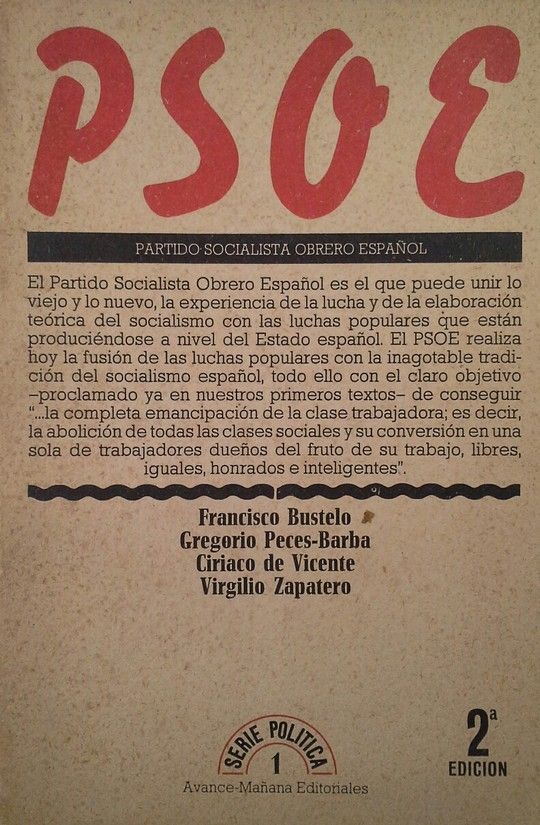 PSOE
PARTIDO SOCIALISTA OBRERO ESPAÑOL
El Partido Socialista Obrero Español es el que puede unir lo
viejo y lo nuevo, la experiencia de la lucha y de la elaboración
teórica del socialismo con las luchas populares que están
produciéndose a nivel del Estado español. El PSOE realiza
hoy la fusión de las luchas populares con la inagotable tradi-
ción del socialismo español, todo ello con el claro objetivo
–proclamado ya en nuestros primeros textos– de conseguir
“...la completa emancipación de la clase trabajadora; es decir,
la abolición de todas las clases sociales y su conversión en una
sola de trabajadores dueños del fruto de su trabajo, libres,
iguales, honrados e inteligentes”.
Francisco Bustelo
Gregorio Peces-Barba
Ciriaco de Vicente
Virgilio Zapatero
SERIE POLITICA
1
Avance-Mañana Editoriales
2ª
EDICION